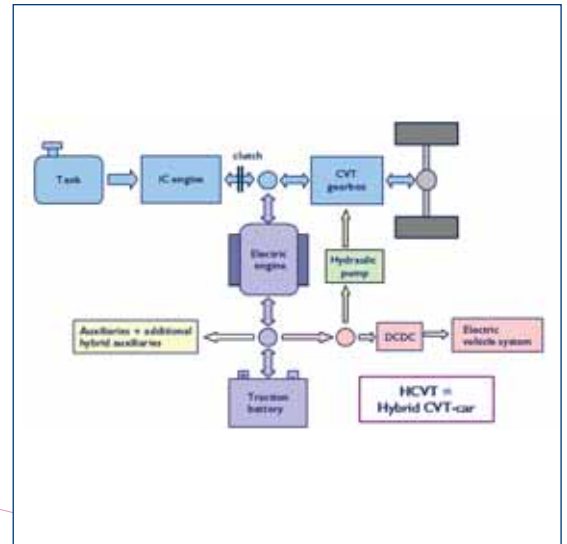 clutch
Tank
IC engine
CVT
gearbox
Electric
engine
Hydraulic
pump
Auxiliaries + additional
hybrid auxiliaries
DCDC
Electric
vehicle system
Traction
battery
HCVT =
Hybrid CVT-car